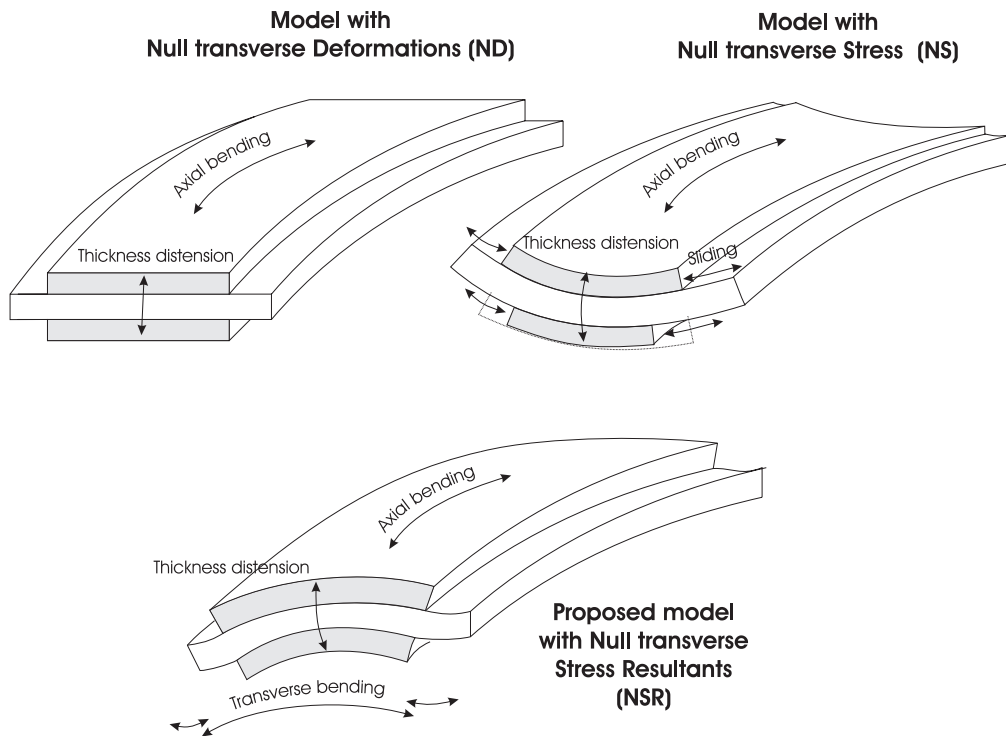 Model with
Null transverse Deformations (ND)
Model with
Null transverse Stress (NS)
Axial bending
Thickness distension
Axial bending
Thickness distension
Sliding
Axial bending
Thickness distension
Transverse bending
Proposed model
with Null transverse
Stress Resultants
(NSR)